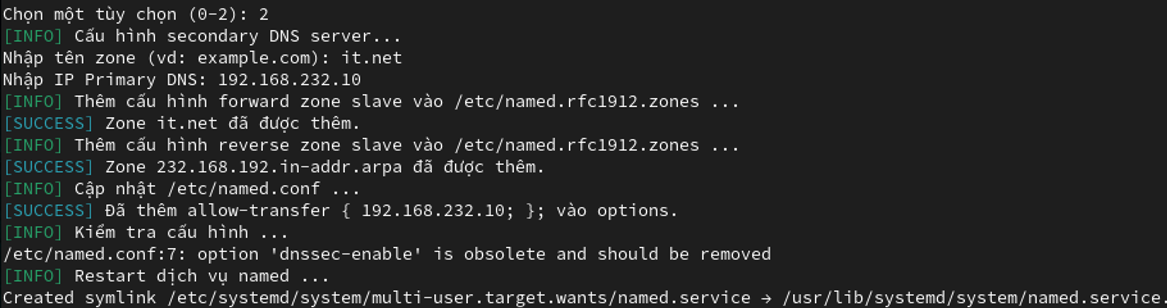 Chọn một tùy chọn (0-2): 2
[INFO] Cấu hình secondary DNS server...
Nhập tên zone (vd: example.com): it.net
Nhập IP Primary DNS: 192.168.232.10
[INFO] Thêm cấu hình forward zone slave vào /etc/named.rfc1912.zones ...
[SUCCESS] Zone it.net đã được thêm.
[INFO] Thêm cấu hình reverse zone slave vào /etc/named.rfc1912.zones ...
[SUCCESS] Zone 232.168.192.in-addr.arpa đã được thêm.
[INFO] Cập nhật /etc/named.conf ...
[SUCCESS] Đã thêm allow-transfer { 192.168.232.10; }; vào options.
[INFO] Kiểm tra cấu hình ...
/etc/named.conf:7: option 'dnssec-enable' is obsolete and should be removed
[INFO] Restart dịch vụ named ...
Created symlink /etc/systemd/system/multi-user.target.wants/named.service → /usr/lib/systemd/system/named.service.